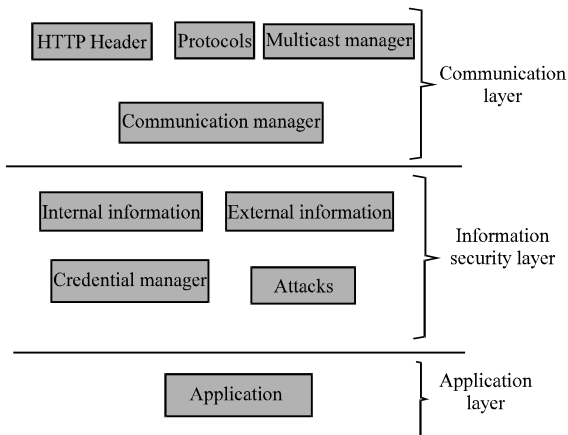 HTTP Header
Protocols
Multicast manager
Communication manager
Communication
layer
Internal information
External information
Credential manager
Attacks
Information
security layer
Application
Application
layer